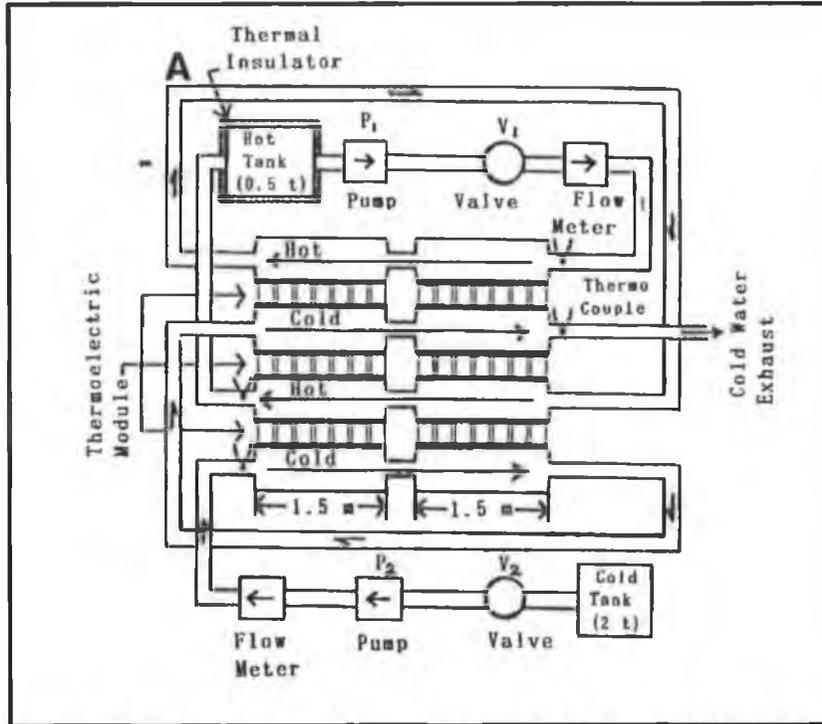 Thermal
Insulator
A
Hot
Tank
(0.5 t)
P₁
Pump
V₁
Valve
Flow
Meter
Hot
Thermo
Couple
Cold
Cold Water
Exhaust
Thermoelectric
Module
Hot
Cold
1.5 m
1.5 m
P₂
V₂
Cold
Tank
(2 t)
Flow
Meter
Pump
Valve